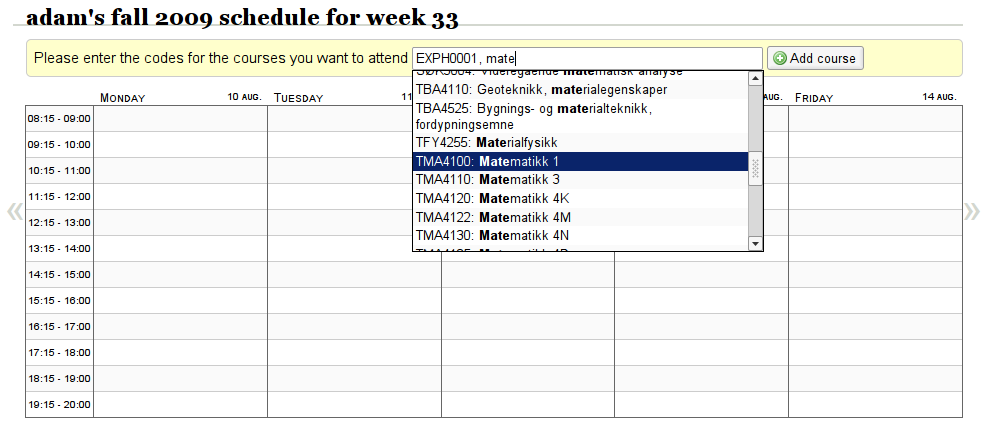 adam's fall 2009 schedule for week 33
Please enter the codes for the courses you want to attend EXPH0001, mate Add course
SØK3004: Videregående matematisk analyse
TBA4110: Geoteknikk, materialegenskaper
TBA4525: Bygnings- og materialteknikk,
fordypningsemne
TFY4255: Materialfysikk
TMA4100: Matematikk 1
TMA4110: Matematikk 3
TMA4120: Matematikk 4K
TMA4122: Matematikk 4M
TMA4130: Matematikk 4N
Monday 10 Aug. Tuesday 11 Aug. Friday 14 Aug.
08:15 - 09:00
09:15 - 10:00
10:15 - 11:00
11:15 - 12:00
« »
12:15 - 13:00
13:15 - 14:00
14:15 - 15:00
15:15 - 16:00
16:15 - 17:00
17:15 - 18:00
18:15 - 19:00
19:15 - 20:00